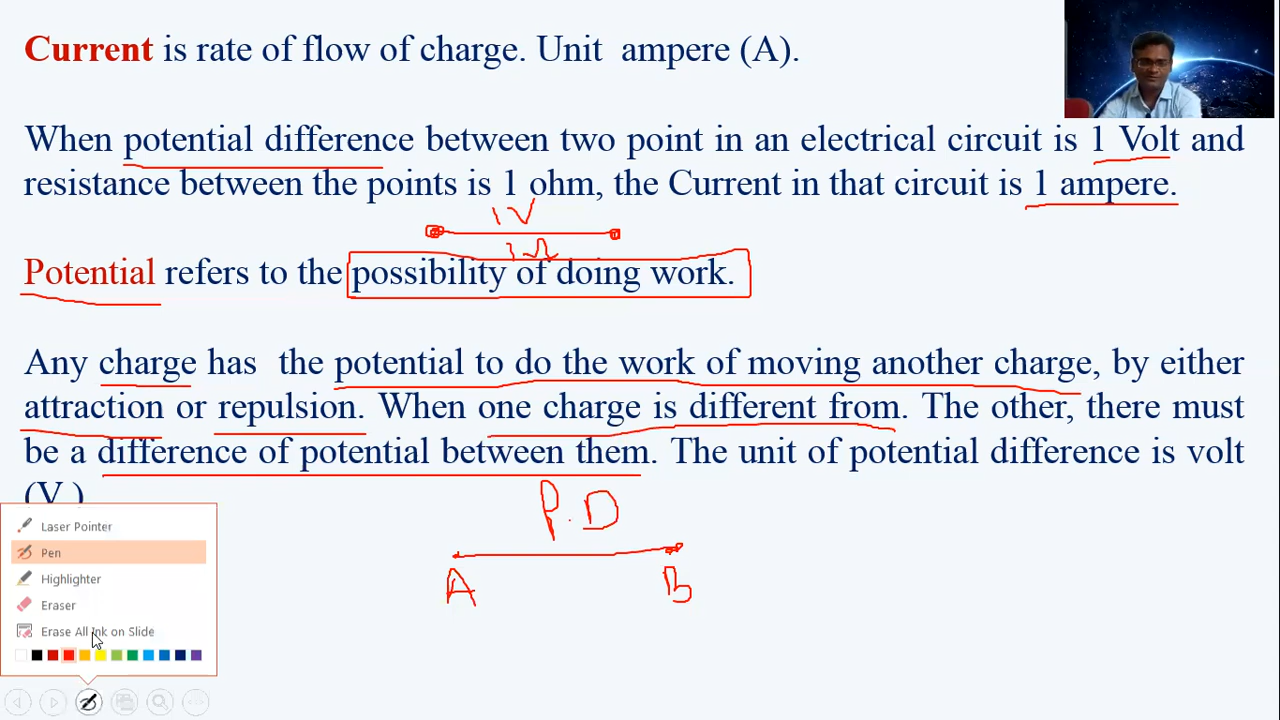 Current is rate of flow of charge. Unit ampere (A).
When potential difference between two point in an electrical circuit is 1 Volt and
resistance between the points is 1 ohm, the Current in that circuit is 1 ampere.
1V
1Ω
Potential refers to the possibility of doing work.
Any charge has the potential to do the work of moving another charge, by either
attraction or repulsion. When one charge is different from. The other, there must
be a difference of potential between them. The unit of potential difference is volt
(V )
P.D
A B
Laser Pointer
Pen
Highlighter
Eraser
Erase All Ink on Slide